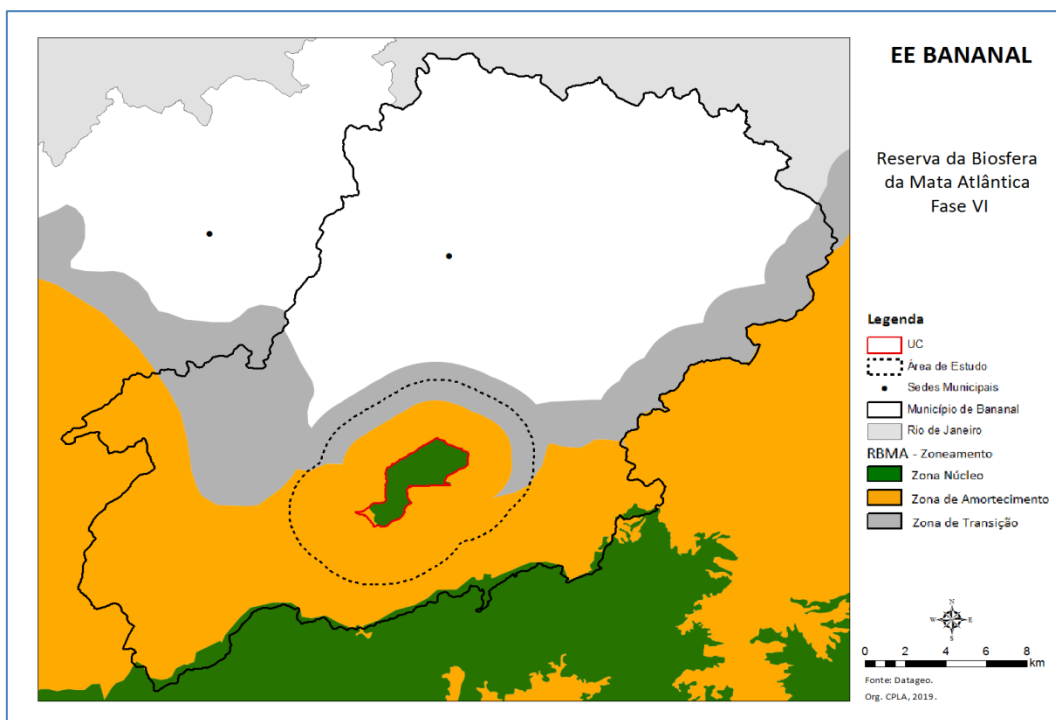 EE BANANAL
Reserva da Biosfera
da Mata Atlântica
Fase VI
Legenda
UC
Área de Estudo
Sedes Municipais
Município de Bananal
Rio de Janeiro
RBMA - Zoneamento
Zona Núcleo
Zona de Amortecimento
Zona de Transição
N
W E
S
0 2 4 6 8
km
Fonte: Datageo.
Org. CPLA, 2019.